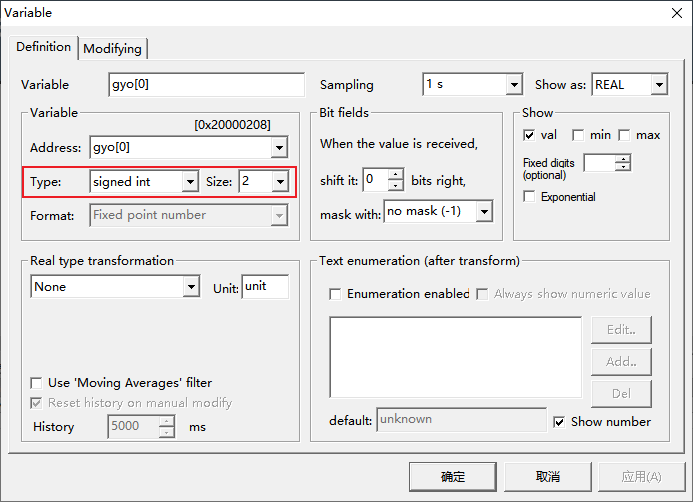 Variable
Definition Modifying
Variable gyo[0] Sampling 1 s Show as: REAL
Variable
[0x20000208]
Address: gyo[0]
Type: signed int Size: 2
Format: Fixed point number
Bit fields
When the value is received,
shift it: 0 bits right,
mask with: no mask (-1)
Show
val min max
Fixed digits
(optional)
Exponential
Real type transformation
None Unit: unit
Use 'Moving Averages' filter
Reset history on manual modify
History 5000 ms
Text enumeration (after transform)
Enumeration enabled Always show numeric value
Edit..
Add..
Del
default: unknown Show number
确定 取消 应用(A)